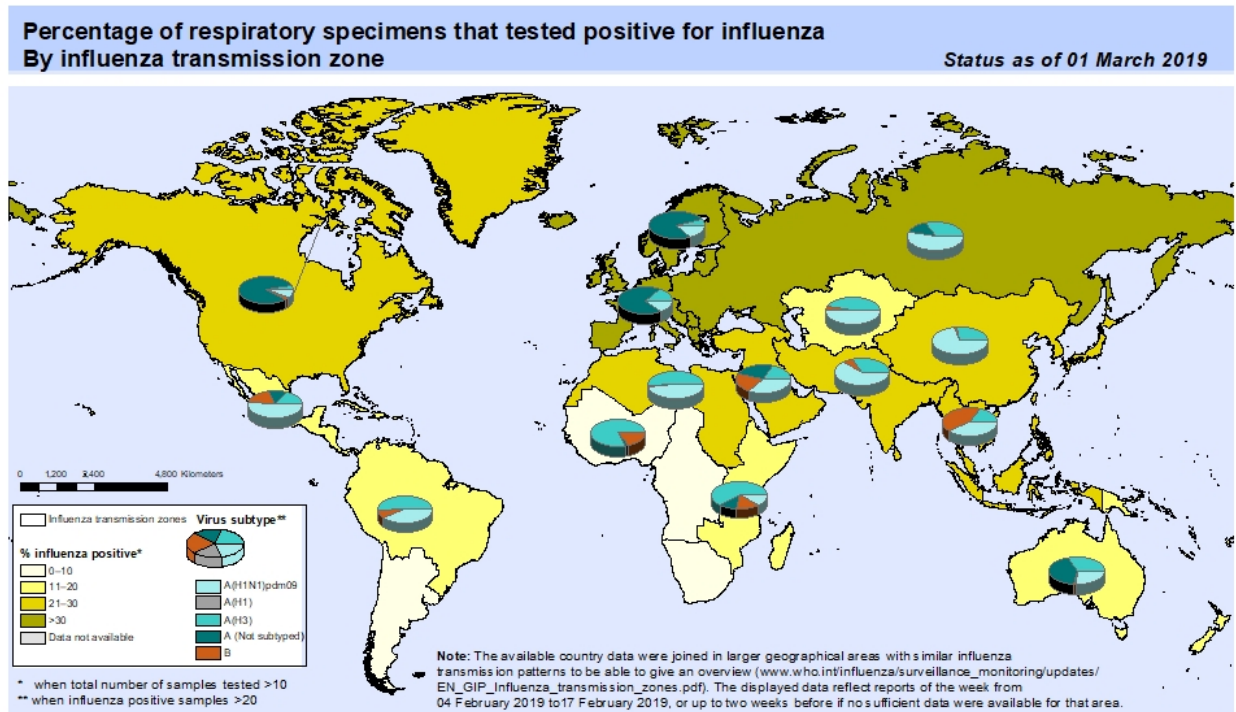 Percentage of respiratory specimens that tested positive for influenza
By influenza transmission zone
Status as of 01 March 2019
0 1,200 2,400 4,800 Kilometers
Influenza transmission zones
Virus subtype**
% influenza positive*
0–10
11–20
21–30
>30
Data not available
A(H1N1)pdm09
A(H1)
A(H3)
A (Not subtyped)
B
* when total number of samples tested >10
** when influenza positive samples >20
Note: The available country data were joined in larger geographical areas with similar influenza
transmission patterns to be able to give an overview (www.who.int/influenza/surveillance_monitoring/updates/
EN_GIP_Influenza_transmission_zones.pdf). The displayed data reflect reports of the week from
04 February 2019 to17 February 2019, or up to two weeks before if no sufficient data were available for that area.